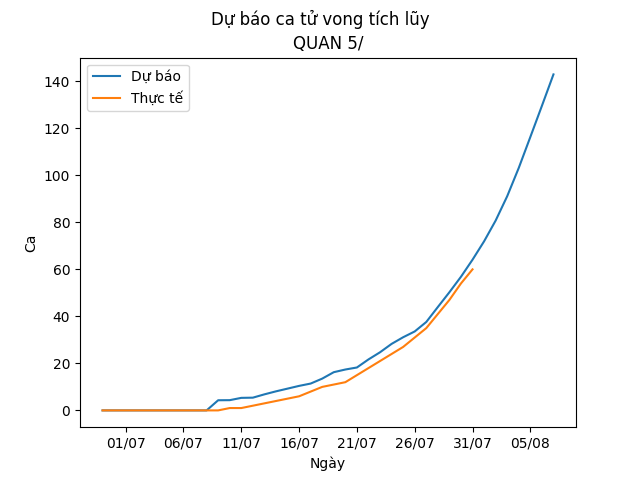 Dự báo ca tử vong tích lũy
QUAN 5/
Dự báo
Thực tế
140
120
100
80
60
40
20
0
Ca
01/07 06/07 11/07 16/07 21/07 26/07 31/07 05/08
Ngày